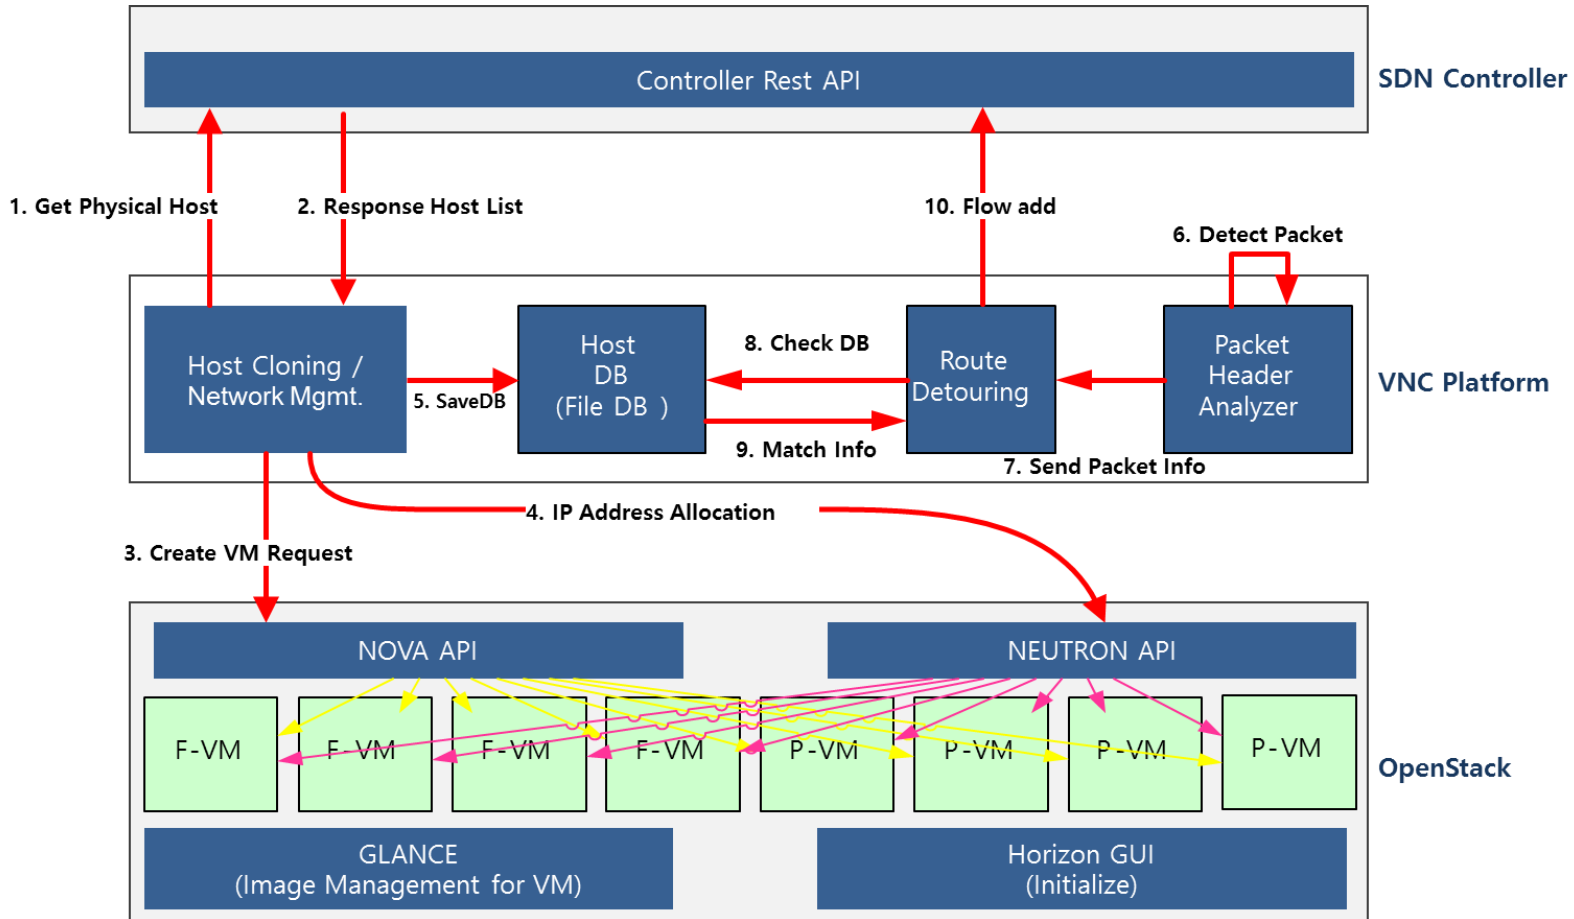 Controller Rest API
SDN Controller
1. Get Physical Host
2. Response Host List
10. Flow add
6. Detect Packet
Host Cloning /
Network Mgmt.
5. SaveDB
Host
DB
(File DB )
8. Check DB
9. Match Info
Route
Detouring
Packet
Header
Analyzer
7. Send Packet Info
VNC Platform
4. IP Address Allocation
3. Create VM Request
NOVA API
NEUTRON API
F-VM
F-VM
F-VM
F-VM
P-VM
P-VM
P-VM
P-VM
OpenStack
GLANCE
(Image Management for VM)
Horizon GUI
(Initialize)